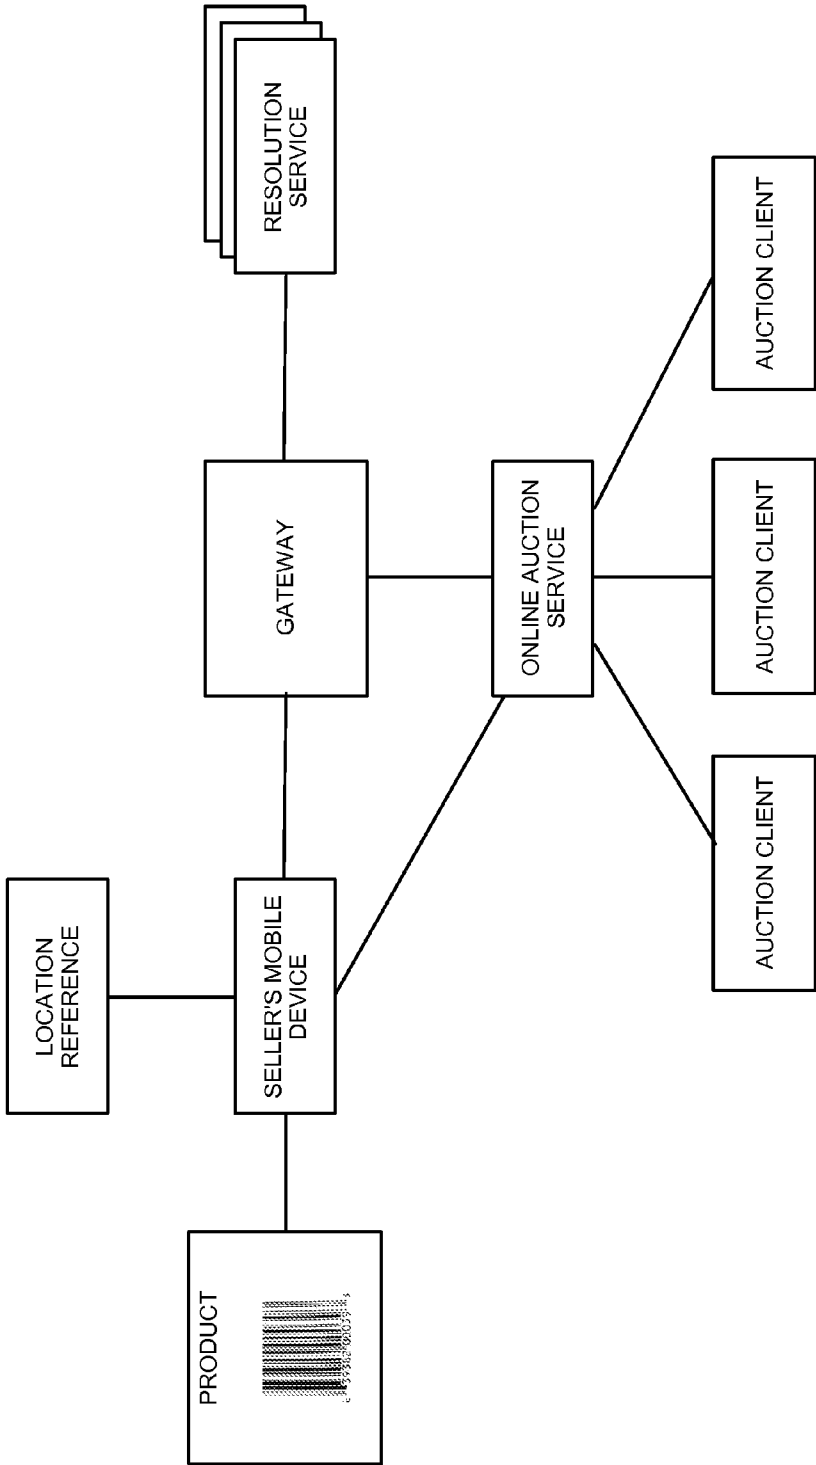 LOCATION
REFERENCE
PRODUCT
SELLER'S MOBILE
DEVICE
GATEWAY
RESOLUTION
SERVICE
ONLINE AUCTION
SERVICE
AUCTION CLIENT
AUCTION CLIENT
AUCTION CLIENT